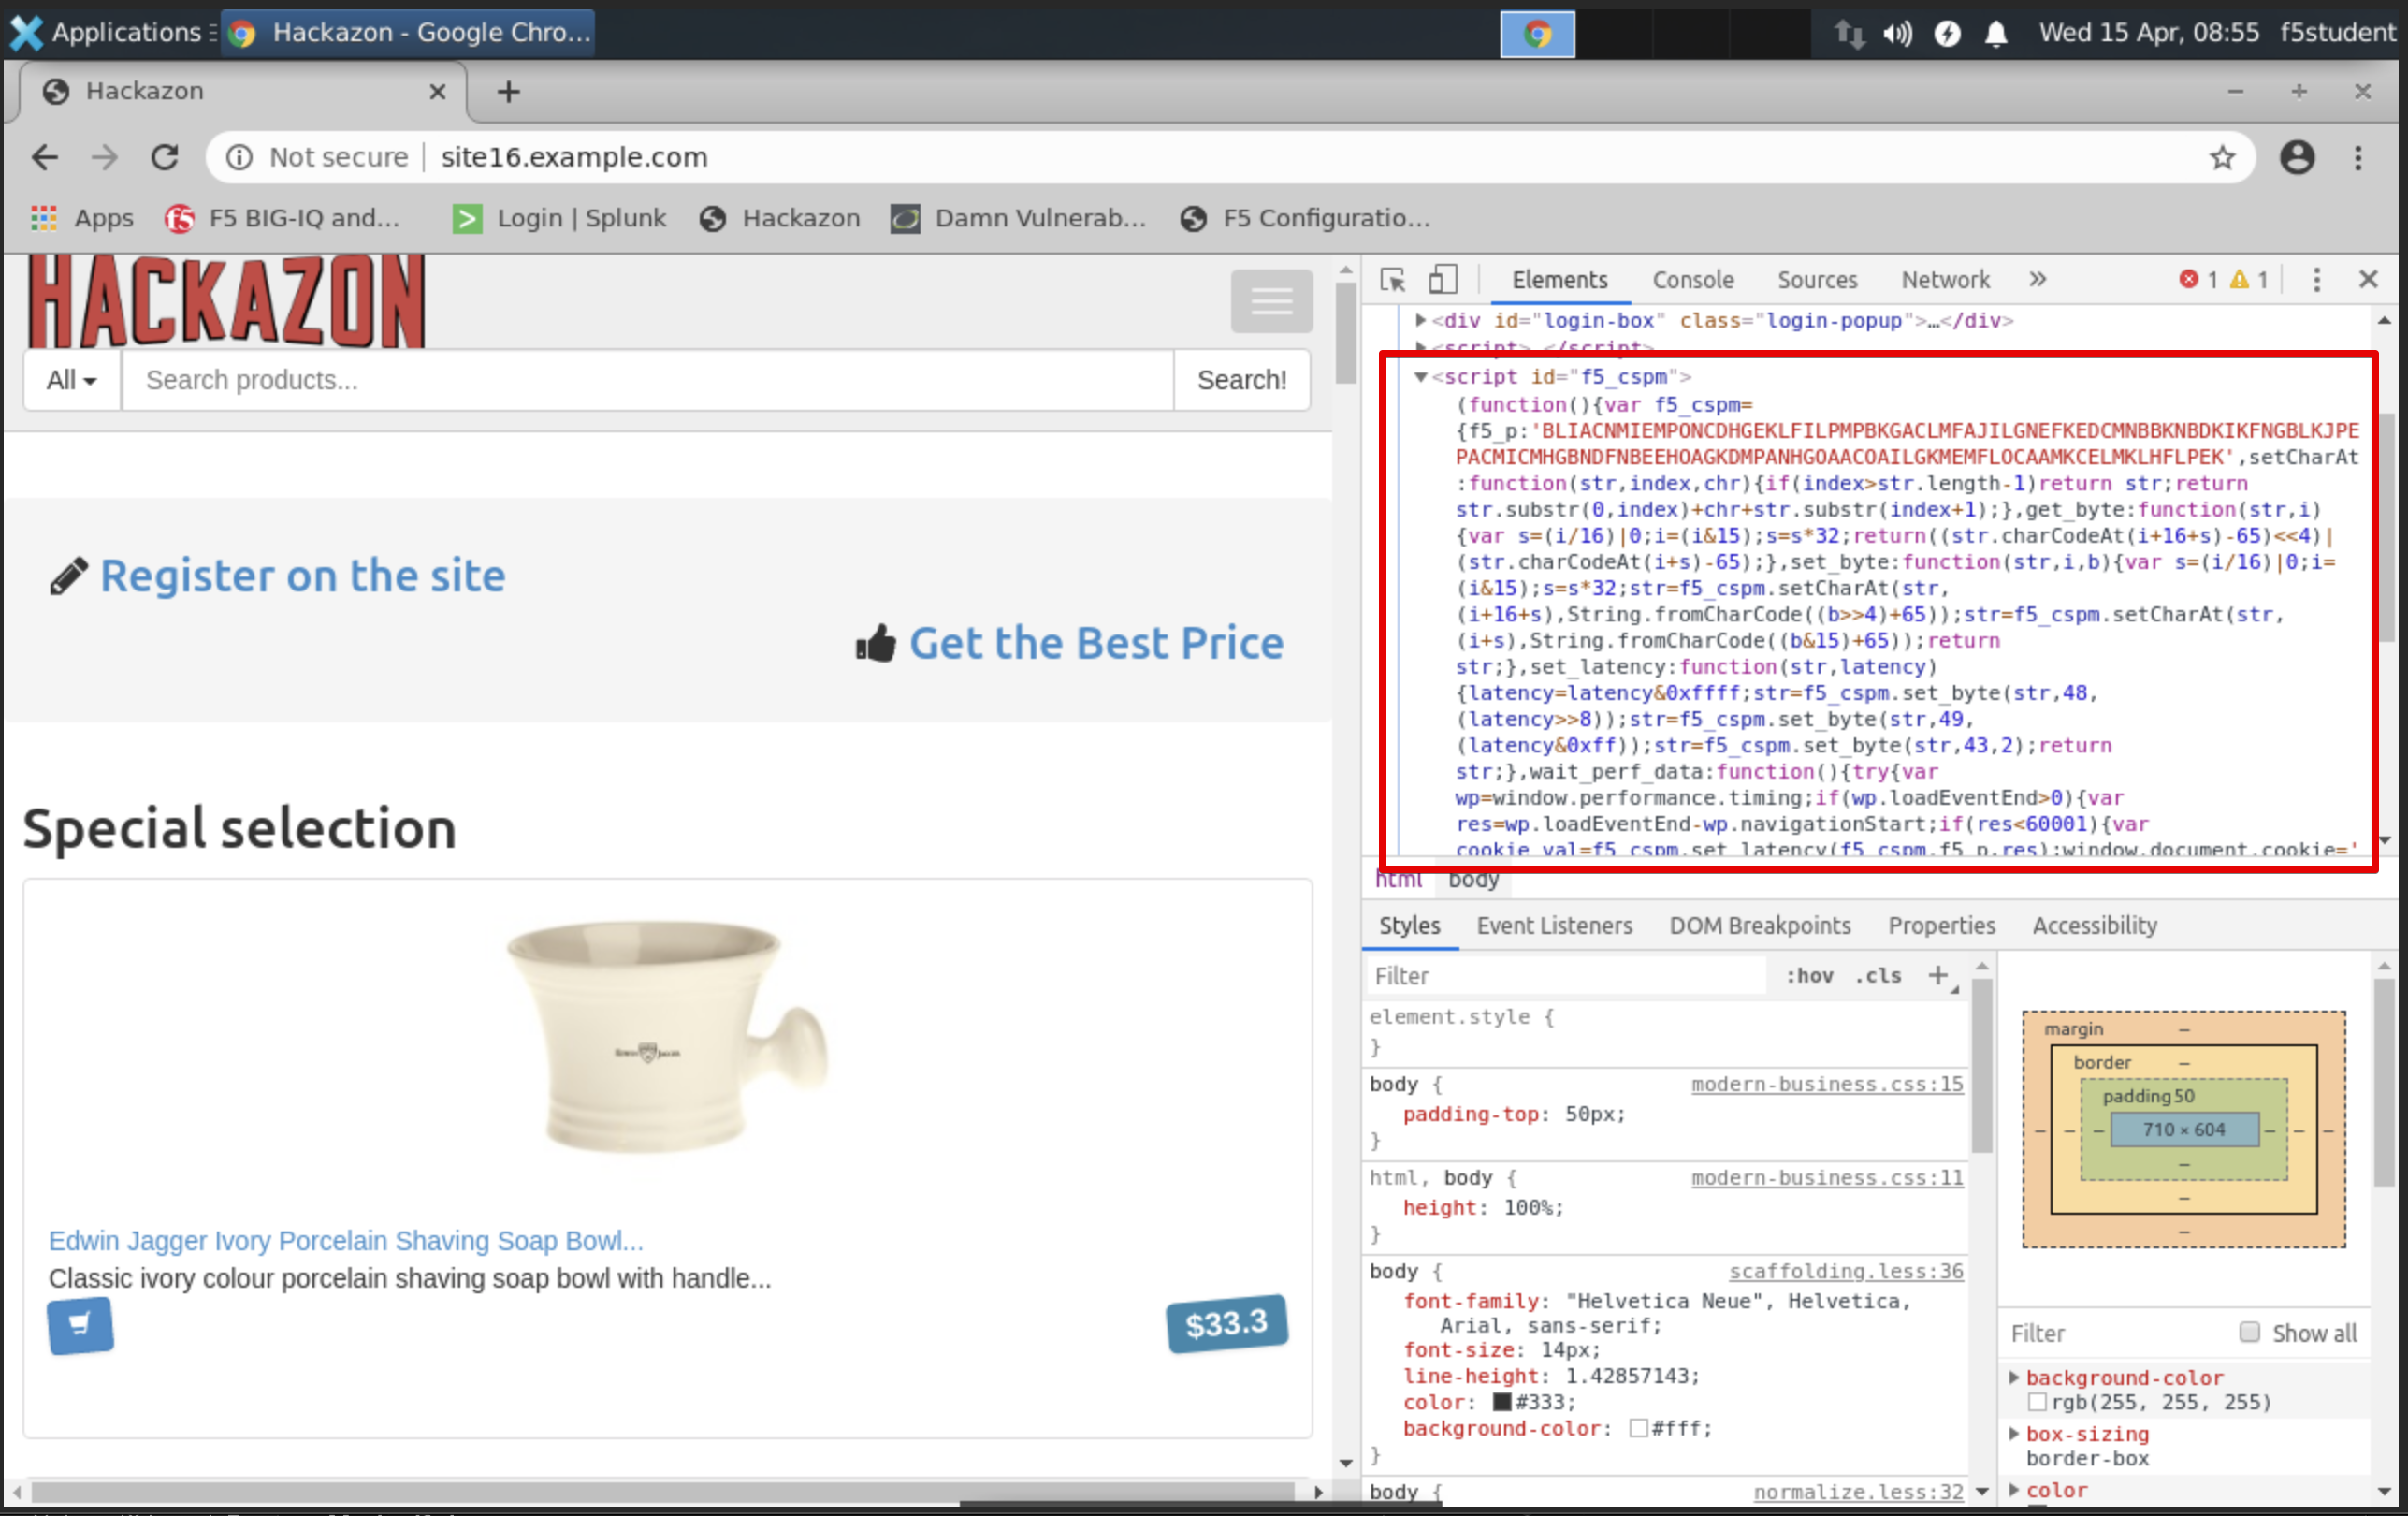 Applications
Hackazon - Google Chro...
Wed 15 Apr, 08:55
f5student
Hackazon
Not secure
site16.example.com
Apps
F5 BIG-IQ and...
Login | Splunk
Hackazon
Damn Vulnerab...
F5 Configuratio...
HACKAZON
All
Search products...
Search!
Register on the site
Get the Best Price
Special selection
Edwin Jagger Ivory Porcelain Shaving Soap Bowl...
Classic ivory colour porcelain shaving soap bowl with handle...
$33.3
Elements Console Sources Network » 1 1
<div id="login-box" class="login-popup">…</div>
<script>…</script>
<script id="f5_cspm">
(function(){var f5_cspm=
{f5_p:'BLIACNMIEMPONCDHGEKLFILPMPBKGACLMFAJILGNEFKEDCMNBBKNBDKIKFNGBLKJPE
PACMICMHGBNDFNBEEHOAGKDMPANHGOAACOAILGKMEMFLOCAAMKCELMKLHFLPEK',setCharAt
:function(str,index,chr){if(index>str.length-1)return str;return
str.substr(0,index)+chr+str.substr(index+1);},get_byte:function(str,i)
{var s=(i/16)|0;i=(i&15);s=s*32;return((str.charCodeAt(i+16+s)-65)<<4)|
(str.charCodeAt(i+s)-65);},set_byte:function(str,i,b){var s=(i/16)|0;i=
(i&15);s=s*32;str=f5_cspm.setCharAt(str,
(i+16+s),String.fromCharCode((b>>4)+65));str=f5_cspm.setCharAt(str,
(i+s),String.fromCharCode((b&15)+65));return
str;},set_latency:function(str,latency)
{latency=latency&0xffff;str=f5_cspm.set_byte(str,48,
(latency>>8));str=f5_cspm.set_byte(str,49,
(latency&0xff));str=f5_cspm.set_byte(str,43,2);return
str;},wait_perf_data:function(){try{var
wp=window.performance.timing;if(wp.loadEventEnd>0){var
res=wp.loadEventEnd-wp.navigationStart;if(res<60001){var
cookie_val=f5_cspm.set_latency(f5_cspm.f5_p,res);window.document.cookie='
html body
Styles Event Listeners DOM Breakpoints Properties Accessibility
Filter :hov .cls +
element.style {
}
body { modern-business.css:15
padding-top: 50px;
}
html, body { modern-business.css:11
height: 100%;
}
body { scaffolding.less:36
font-family: "Helvetica Neue", Helvetica,
Arial, sans-serif;
font-size: 14px;
line-height: 1.42857143;
color: #333;
background-color: #fff;
}
body { normalize.less:32
margin –
border –
padding 50
– – – 710 × 604 – – –
–
–
–
Filter Show all
background-color
rgb(255, 255, 255)
box-sizing
border-box
color